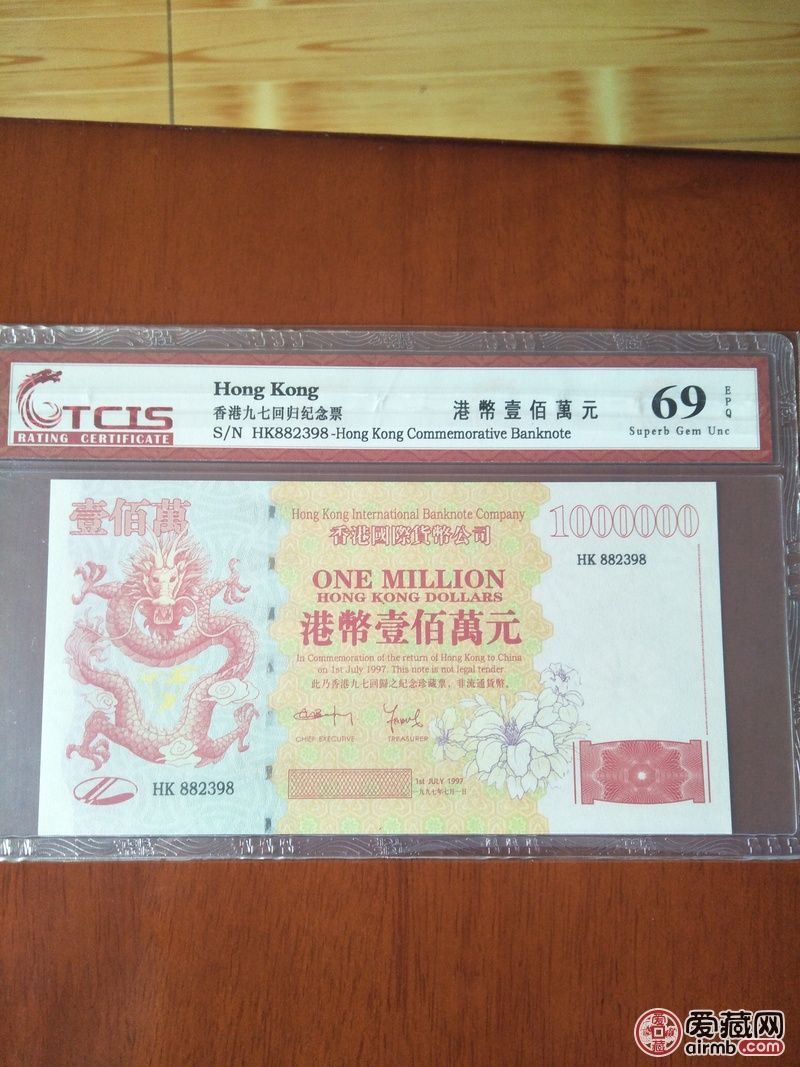 TCIS
RATING CERTIFICATE
Hong Kong
香港九七回归纪念票
港幣壹佰萬元
S/N HK882398-Hong Kong Commemorative Banknote
69
EPQ
Superb Gem Unc
壹佰萬
Hong Kong International Banknote Company
香港國際貨幣公司
1000000
HK 882398
ONE MILLION
HONG KONG DOLLARS
港幣壹佰萬元
In Commemoration of the return of Hong Kong to China
on 1st July 1997. This note is not legal tender.
此乃香港九七回歸之紀念珍藏票，非流通貨幣。
CHIEF EXECUTIVE
TREASURER
HK 882398
1st JULY 1997
一九九七年七月一日
爱藏网
airmb.com